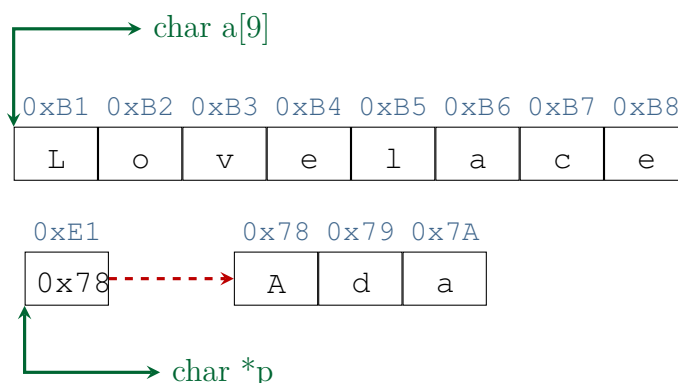 char a[9]
0xB1 0xB2 0xB3 0xB4 0xB5 0xB6 0xB7 0xB8
L o v e l a c e
0xE1 0x78 0x79 0x7A
0x78 A d a
char *p